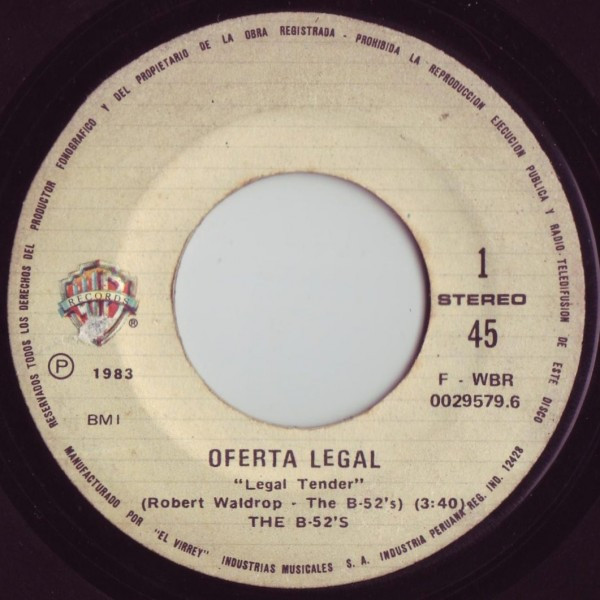 RESERVADOS TODOS LOS DERECHOS DEL PRODUCTOR FONOGRAFICO Y DEL PROPIETARIO DE LA OBRA REGISTRADA - PROHIBIDA LA REPRODUCCION EJECUCION PUBLICA Y RADIO-TELEDIFUSION DE ESTE DISCO
RECORDS
®
Ⓟ 1983
BMI
1
STEREO
45
F - WBR
0029579.6
OFERTA LEGAL
"Legal Tender"
(Robert Waldrop - The B-52's) (3:40)
THE B-52'S
MANUFACTURADO POR "EL VIRREY" INDUSTRIAS MUSICALES S. A. INDUSTRIA PERUANA REG. IND. 12428